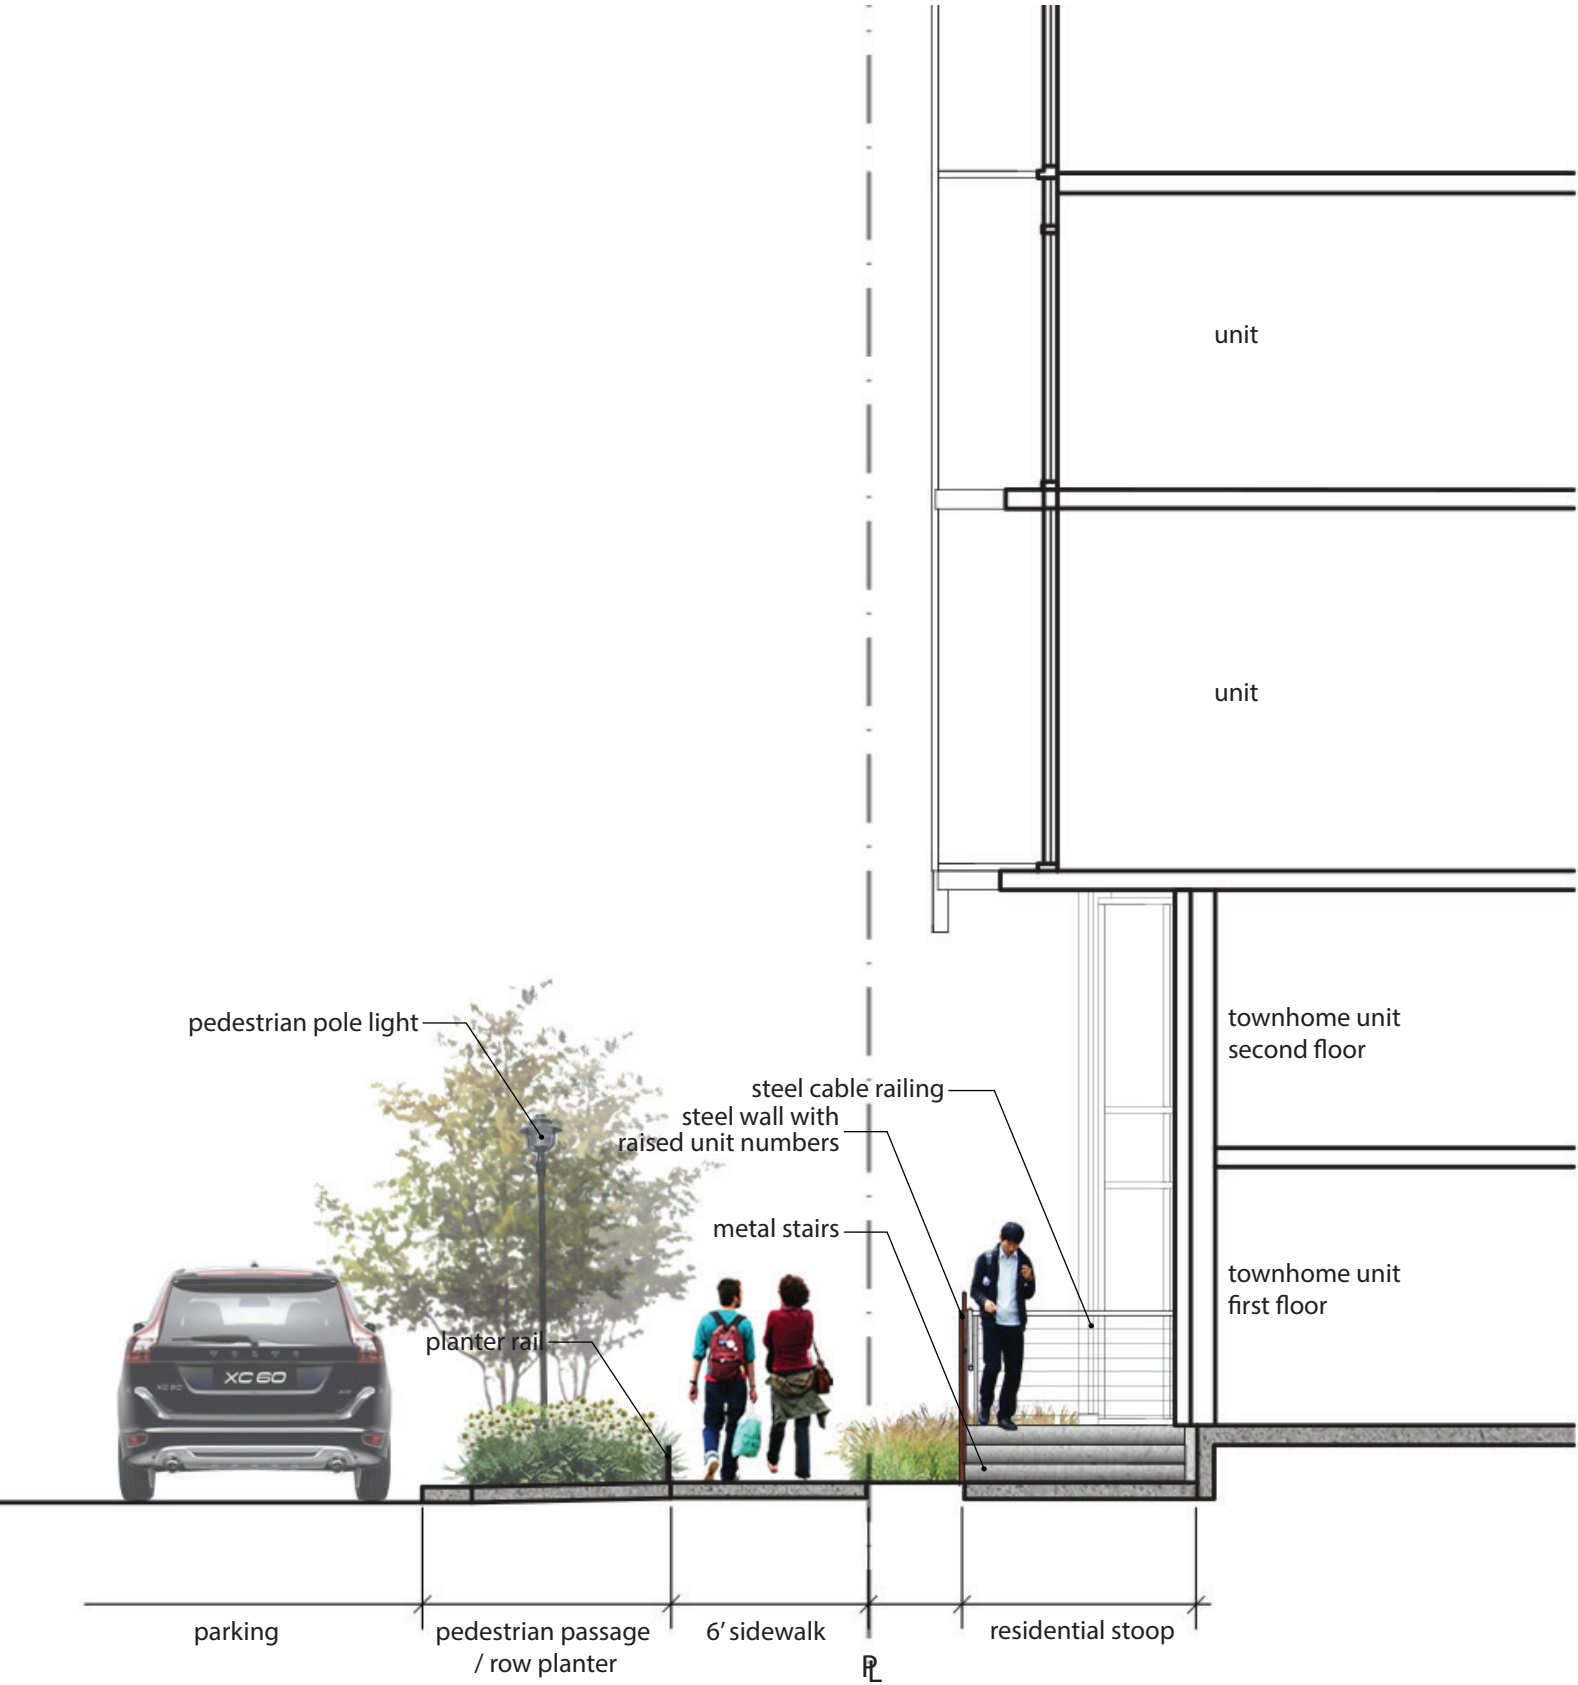 unit
unit
townhome unit
second floor
pedestrian pole light
steel cable railing
steel wall with
raised unit numbers
metal stairs
townhome unit
first floor
planter rail
XC60
parking
pedestrian passage
/ row planter
6’ sidewalk
residential stoop
PL